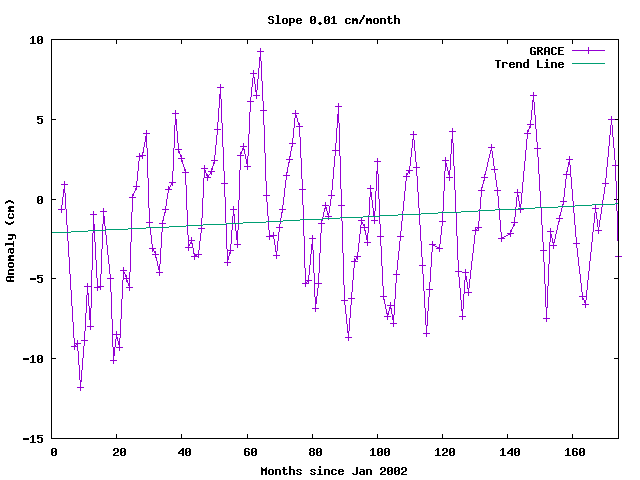 Slope 0.01 cm/month
GRACE
Trend Line
10
5
0
-5
-10
-15
Anomaly (cm)
0 20 40 60 80 100 120 140 160
Months since Jan 2002